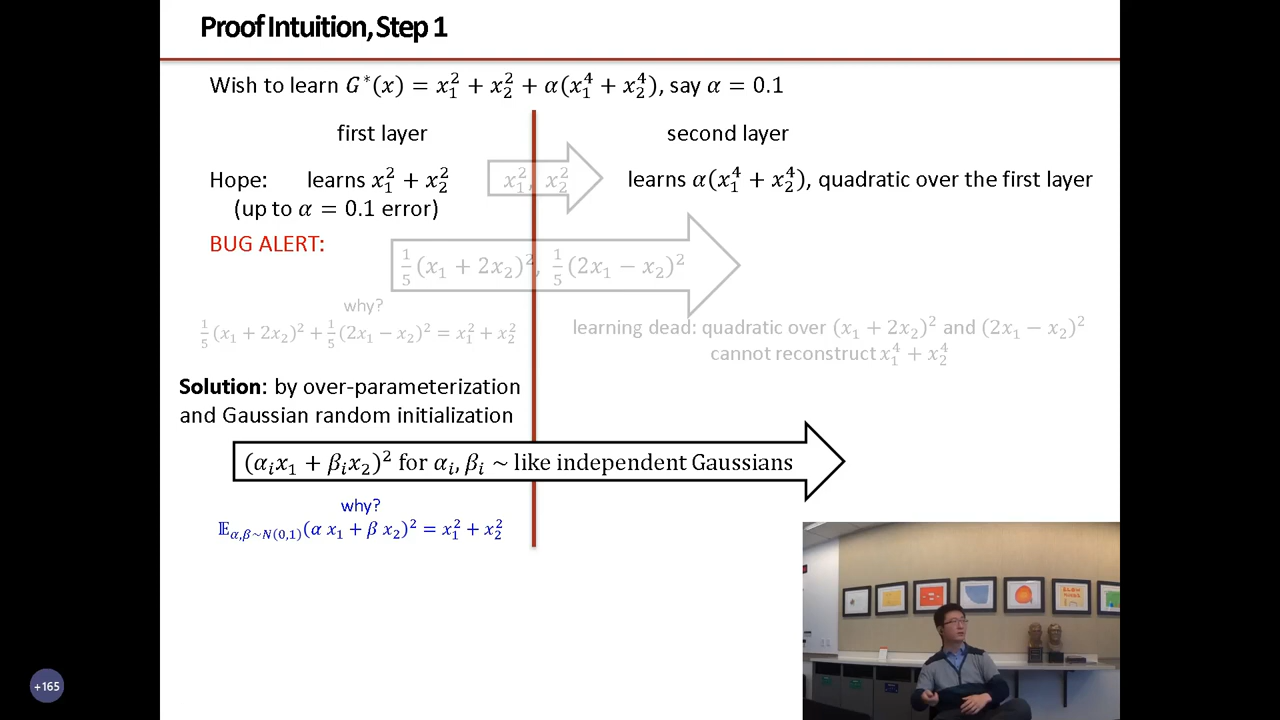 Proof Intuition, Step 1
Wish to learn G*(x) = x₁² + x₂² + α(x₁⁴ + x₂⁴), say α = 0.1
first layer
second layer
Hope: learns x₁² + x₂²
x₁², x₂²
learns α(x₁⁴ + x₂⁴), quadratic over the first layer
(up to α = 0.1 error)
BUG ALERT:
1/5 (x₁ + 2x₂)², 1/5 (2x₁ − x₂)²
why?
1/5 (x₁ + 2x₂)² + 1/5 (2x₁ − x₂)² = x₁² + x₂²
learning dead: quadratic over (x₁ + 2x₂)² and (2x₁ − x₂)²
cannot reconstruct x₁⁴ + x₂⁴
Solution: by over-parameterization
and Gaussian random initialization
(αᵢx₁ + βᵢx₂)² for αᵢ, βᵢ ~ like independent Gaussians
why?
𝔼α,β~N(0,1)(α x₁ + β x₂)² = x₁² + x₂²
+165